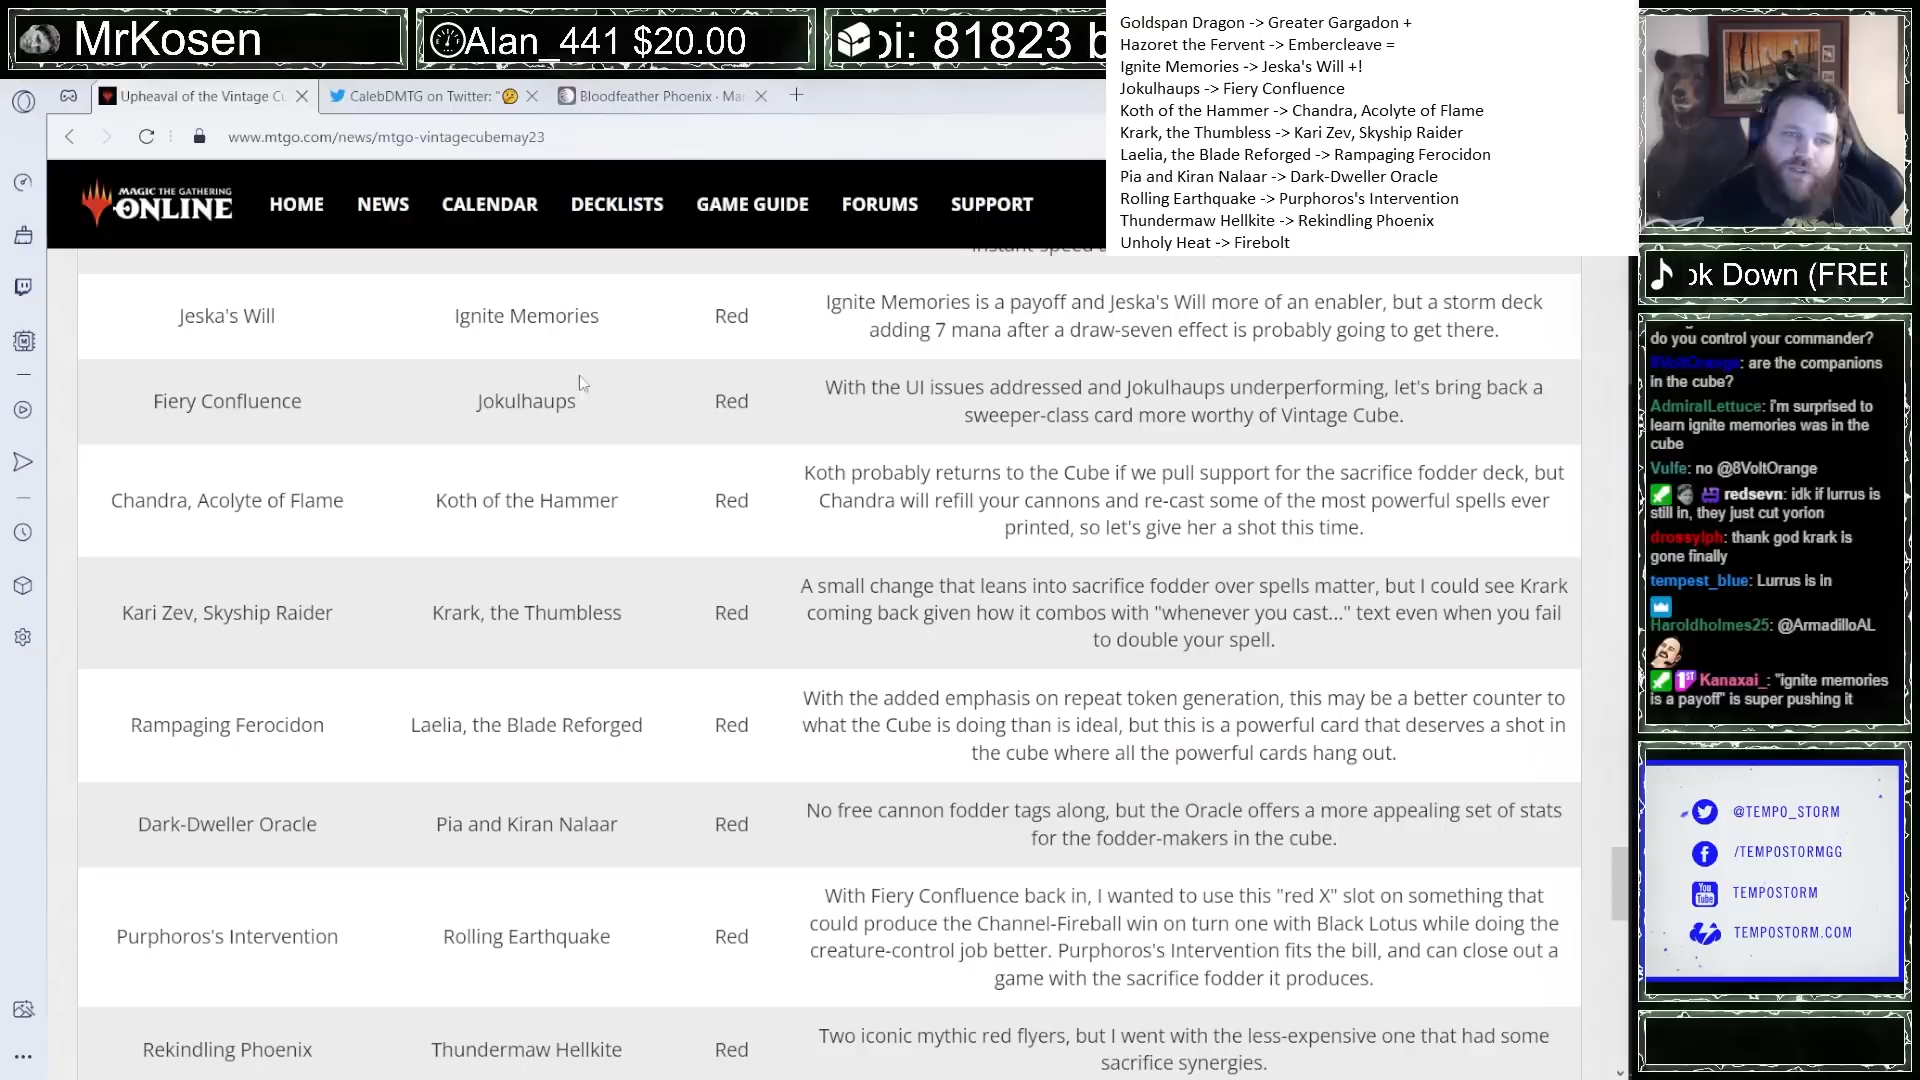 MrKosen
Alan_441 $20.00
pi: 81823 b
Goldspan Dragon -> Greater Gargadon +
Hazoret the Fervent -> Embercleave =
Ignite Memories -> Jeska's Will +!
Jokulhaups -> Fiery Confluence
Koth of the Hammer -> Chandra, Acolyte of Flame
Krark, the Thumbless -> Kari Zev, Skyship Raider
Laelia, the Blade Reforged -> Rampaging Ferocidon
Pia and Kiran Nalaar -> Dark-Dweller Oracle
Rolling Earthquake -> Purphoros's Intervention
Thundermaw Hellkite -> Rekindling Phoenix
Unholy Heat -> Firebolt
Upheaval of the Vintage Cu
CalebDMTG on Twitter: "
Bloodfeather Phoenix · Ma
www.mtgo.com/news/mtgo-vintagecubemay23
MAGIC THE GATHERING
ONLINE
HOME NEWS CALENDAR DECKLISTS GAME GUIDE FORUMS SUPPORT
instant speed
Jeska's Will
Ignite Memories
Red
Ignite Memories is a payoff and Jeska's Will more of an enabler, but a storm deck
adding 7 mana after a draw-seven effect is probably going to get there.
Fiery Confluence
Jokulhaups
Red
With the UI issues addressed and Jokulhaups underperforming, let's bring back a
sweeper-class card more worthy of Vintage Cube.
Chandra, Acolyte of Flame
Koth of the Hammer
Red
Koth probably returns to the Cube if we pull support for the sacrifice fodder deck, but
Chandra will refill your cannons and re-cast some of the most powerful spells ever
printed, so let's give her a shot this time.
Kari Zev, Skyship Raider
Krark, the Thumbless
Red
A small change that leans into sacrifice fodder over spells matter, but I could see Krark
coming back given how it combos with "whenever you cast..." text even when you fail
to double your spell.
Rampaging Ferocidon
Laelia, the Blade Reforged
Red
With the added emphasis on repeat token generation, this may be a better counter to
what the Cube is doing than is ideal, but this is a powerful card that deserves a shot in
the cube where all the powerful cards hang out.
Dark-Dweller Oracle
Pia and Kiran Nalaar
Red
No free cannon fodder tags along, but the Oracle offers a more appealing set of stats
for the fodder-makers in the cube.
Purphoros's Intervention
Rolling Earthquake
Red
With Fiery Confluence back in, I wanted to use this "red X" slot on something that
could produce the Channel-Fireball win on turn one with Black Lotus while doing the
creature-control job better. Purphoros's Intervention fits the bill, and can close out a
game with the sacrifice fodder it produces.
Rekindling Phoenix
Thundermaw Hellkite
Red
Two iconic mythic red flyers, but I went with the less-expensive one that had some
sacrifice synergies.
ok Down (FREE
do you control your commander?
8VoltOrange: are the companions
in the cube?
AdmiralLettuce: i'm surprised to
learn ignite memories was in the
cube
Vulfe: no @8VoltOrange
redsevn: idk if lurrus is
still in, they just cut yorion
drossylph: thank god krark is
gone finally
tempest_blue: Lurrus is in
Haroldholmes25: @ArmadilloAL
1ST
Kanaxai_: "ignite memories
is a payoff" is super pushing it
@TEMPO_STORM
/TEMPOSTORMGG
You Tube
TEMPOSTORM
TEMPOSTORM.COM